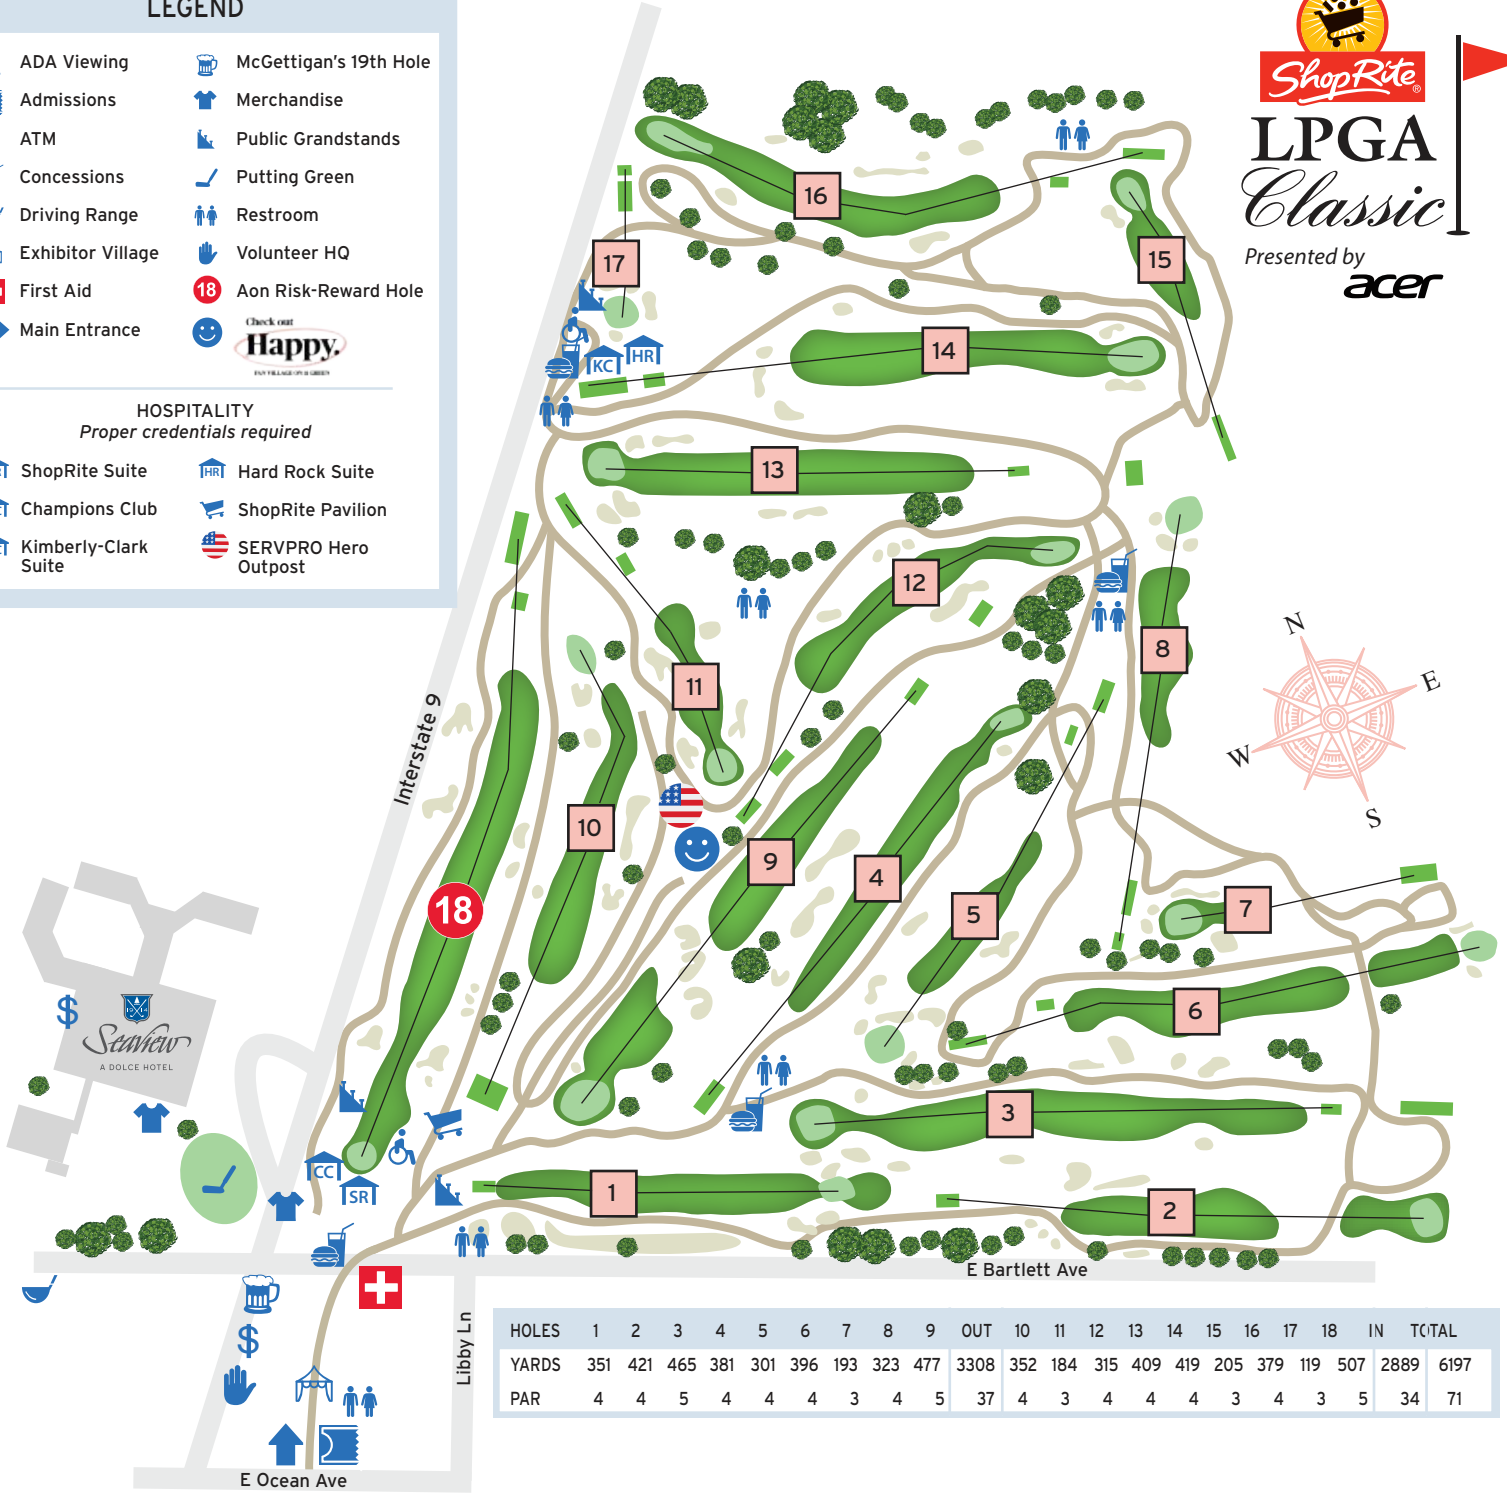 LEGEND
ADA Viewing
Admissions
ATM
Concessions
Driving Range
Exhibitor Village
First Aid
Main Entrance
McGettigan's 19th Hole
Merchandise
Public Grandstands
Putting Green
Restroom
Volunteer HQ
18 Aon Risk-Reward Hole
Check out
Happy.
FAN VILLAGE ON 9 GREEN
HOSPITALITY
Proper credentials required
ShopRite Suite
Champions Club
Kimberly-Clark
Suite
HR Hard Rock Suite
ShopRite Pavilion
SERVPRO Hero
Outpost
ShopRite®
LPGA
Classic
Presented by
acer
16
17
15
14
KC HR
13
12
11
8
10
9
4
5
7
6
18
3
1
2
N
E
W
S
Interstate 9
1914
Seaview
A DOLCE HOTEL
$
CC
SR
$
E Bartlett Ave
Libby Ln
E Ocean Ave
HOLES 1 2 3 4 5 6 7 8 9 OUT 10 11 12 13 14 15 16 17 18 IN TOTAL
YARDS 351 421 465 381 301 396 193 323 477 3308 352 184 315 409 419 205 379 119 507 2889 6197
PAR 4 4 5 4 4 4 3 4 5 37 4 3 4 4 4 3 4 3 5 34 71